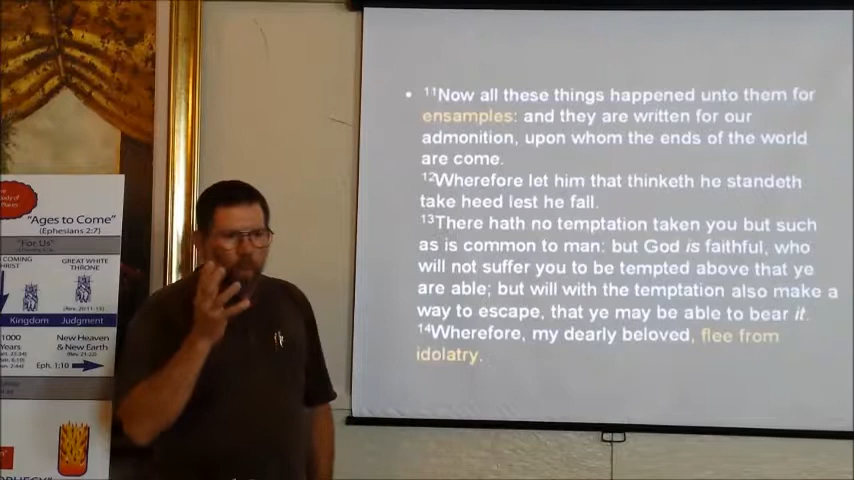 • ¹¹Now all these things happened unto them for
ensamples: and they are written for our
admonition, upon whom the ends of the world
are come.
¹²Wherefore let him that thinketh he standeth
take heed lest he fall.
¹³There hath no temptation taken you but such
as is common to man: but God is faithful, who
will not suffer you to be tempted above that ye
are able; but will with the temptation also make a
way to escape, that ye may be able to bear it.
¹⁴Wherefore, my dearly beloved, flee from
idolatry.
"Ages to Come"
(Ephesians 2:7)
"For Us"
COMING
CHRIST
GREAT WHITE
THRONE
Kingdom
Judgment
1000
New Heaven
Eph. 1:10